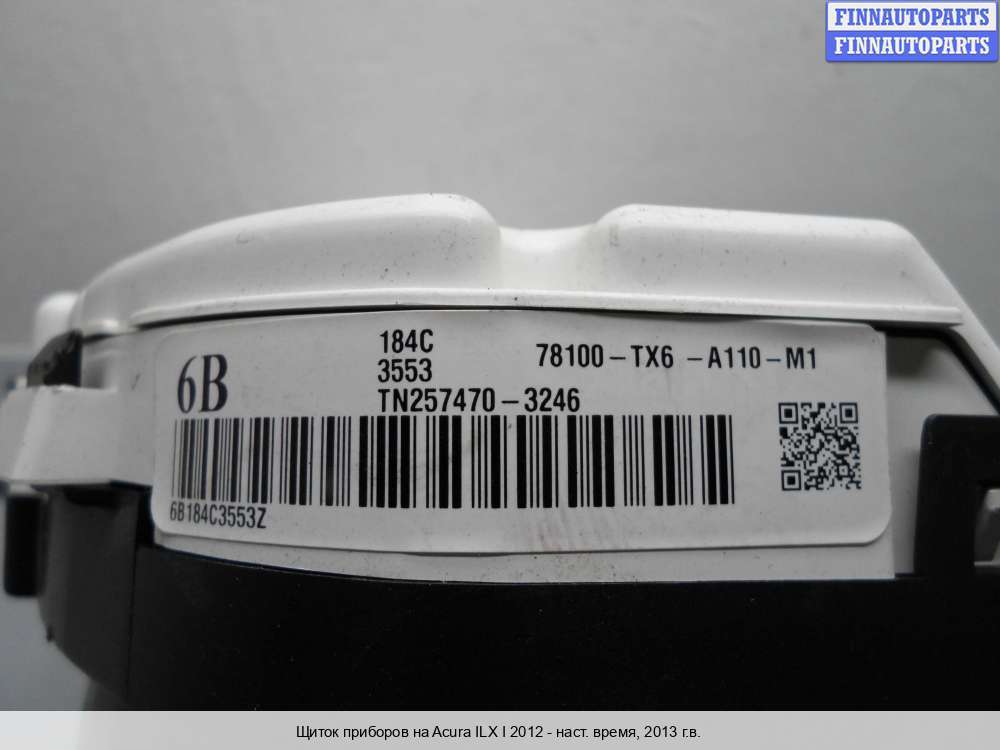 FINNAUTOPARTS
FINNAUTOPARTS
6B
184C
3553
TN257470-3246
78100-TX6 -A110-M1
6B184C3553Z
Щиток приборов на Acura ILX I 2012 - наст. время, 2013 г.в.